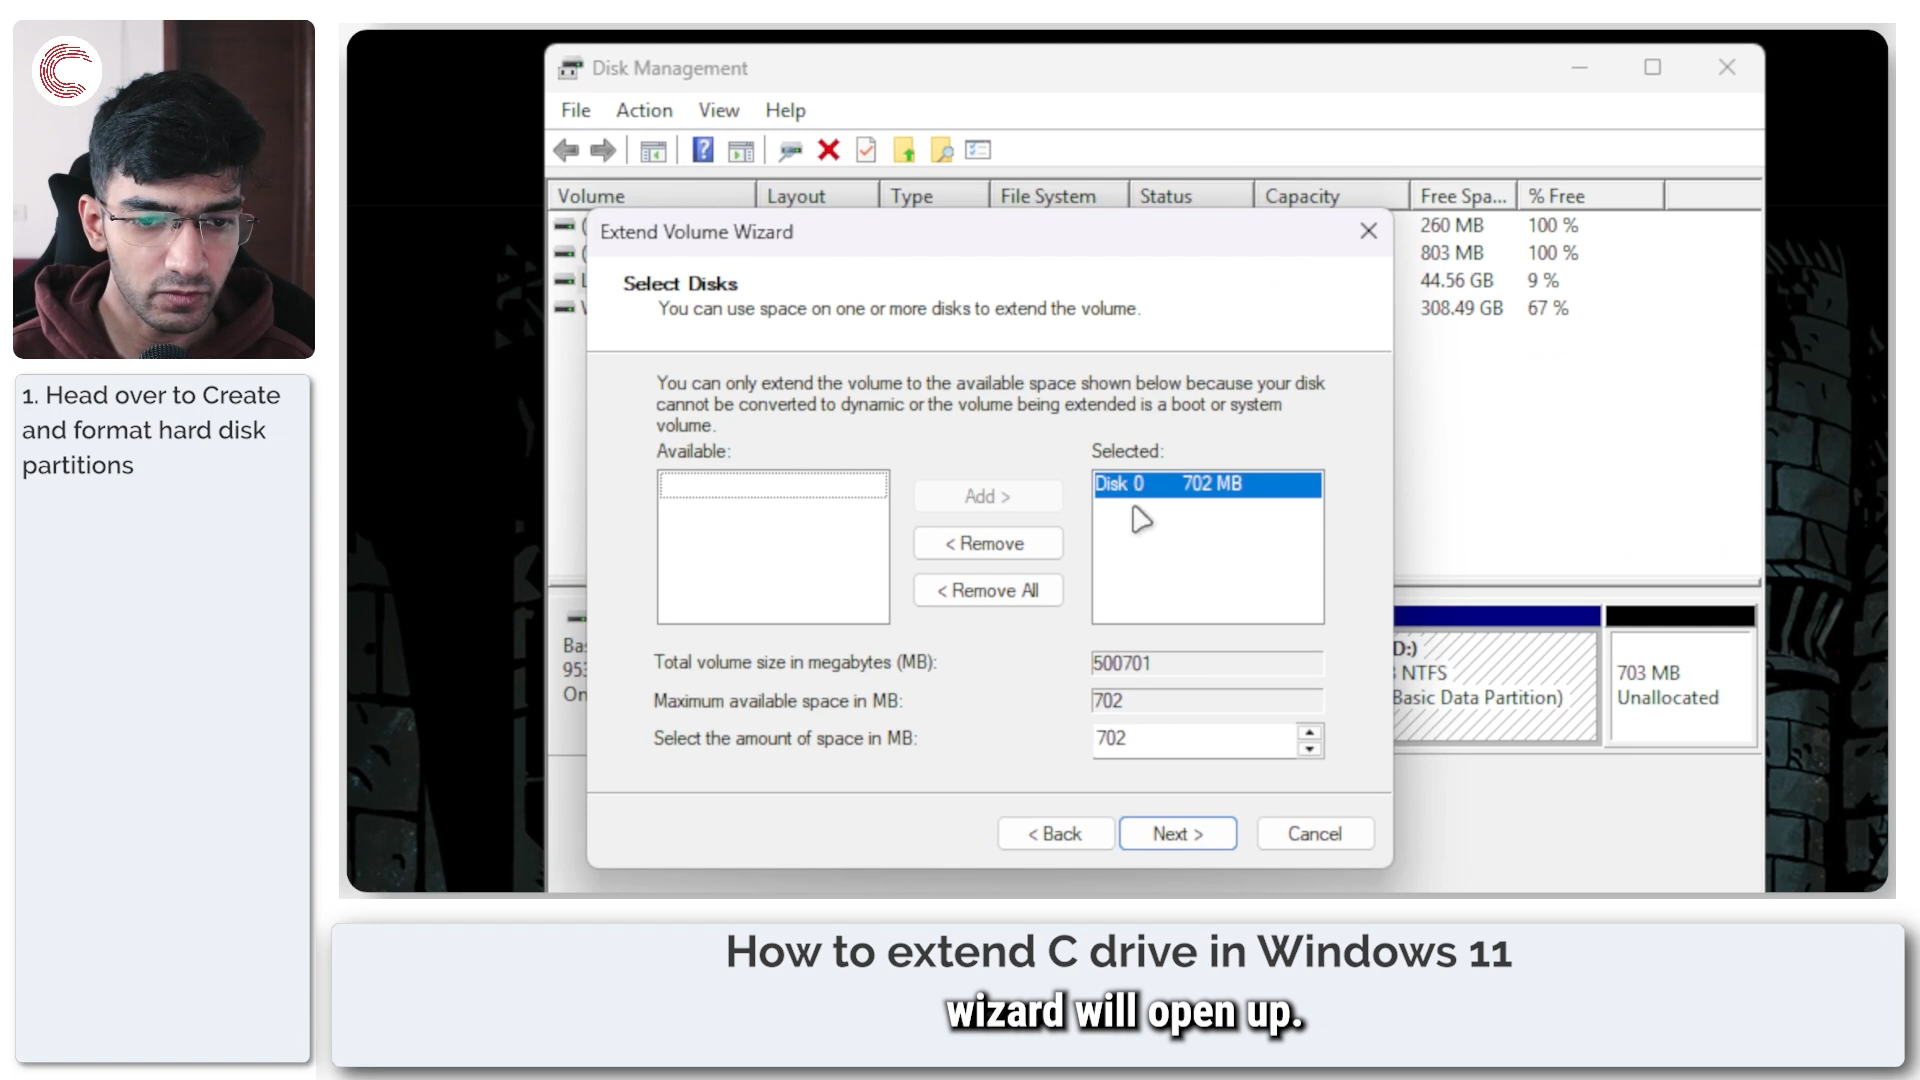 Disk Management
File Action View Help
Volume Layout Type File System Status Capacity Free Spa... % Free
260 MB 100 %
803 MB 100 %
44.56 GB 9 %
308.49 GB 67 %
Extend Volume Wizard
Select Disks
You can use space on one or more disks to extend the volume.
You can only extend the volume to the available space shown below because your disk
cannot be converted to dynamic or the volume being extended is a boot or system
volume.
Available: Selected:
Disk 0 702 MB
Add >
< Remove
< Remove All
Total volume size in megabytes (MB): 500701
Maximum available space in MB: 702
Select the amount of space in MB: 702
< Back Next > Cancel
Ba
95
On
D:)
NTFS
Basic Data Partition)
703 MB
Unallocated
1. Head over to Create
and format hard disk
partitions
How to extend C drive in Windows 11
wizard will open up.